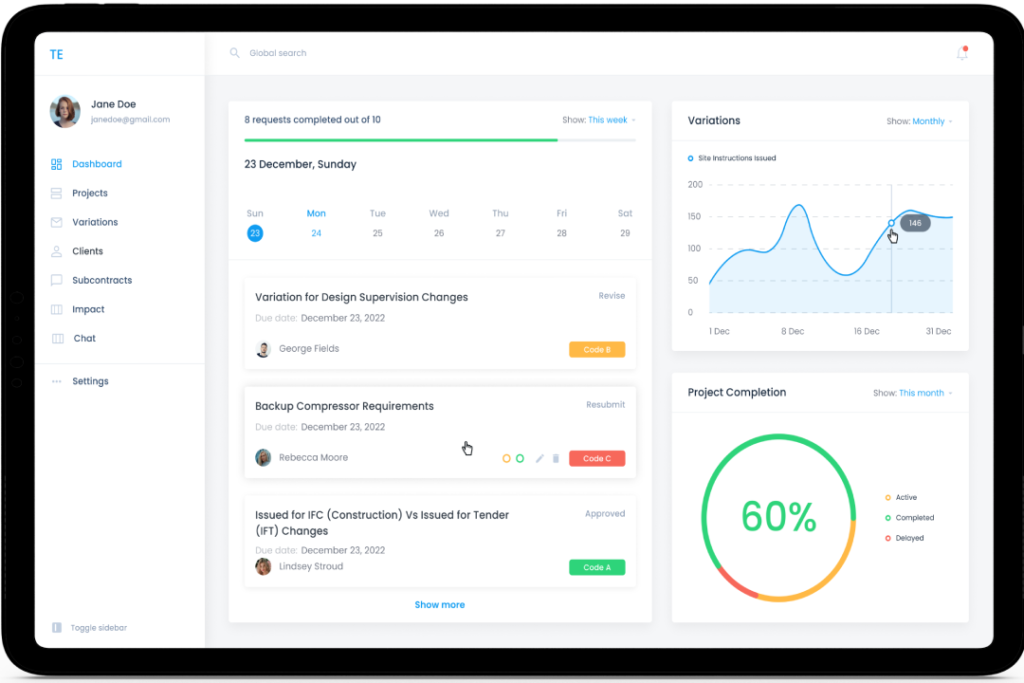 TE
Global search
Jane Doe
janedoe@gmail.com
Dashboard
Projects
Variations
Clients
Subcontracts
Impact
Chat
Settings
Toggle sidebar
8 requests completed out of 10
Show: This week
23 December, Sunday
Sun Mon Tue Wed Thu Fri Sat
23 24 25 26 27 28 29
Variation for Design Supervision Changes
Revise
Due date: December 23, 2022
George Fields
Code B
Backup Compressor Requirements
Resubmit
Due date: December 23, 2022
Rebecca Moore
Code C
Issued for IFC (Construction) Vs Issued for Tender
(IFT) Changes
Approved
Due date: December 23, 2022
Lindsey Stroud
Code A
Show more
Variations
Show: Monthly
Site Instructions Issued
200
150
100
50
0
146
1 Dec 8 Dec 16 Dec 31 Dec
Project Completion
Show: This month
60%
Active
Completed
Delayed